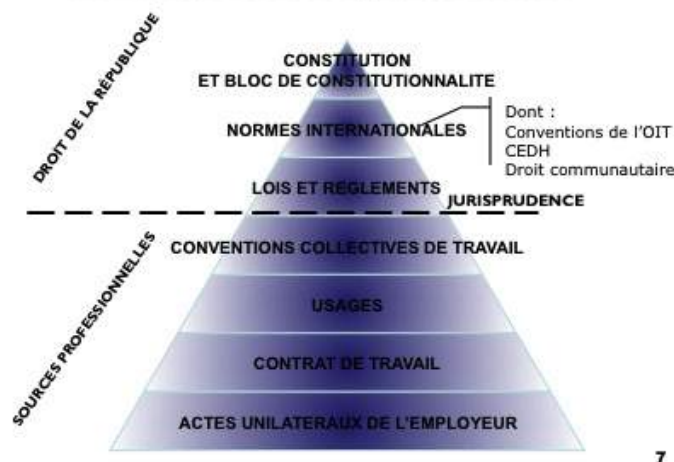 DROIT DE LA RÉPUBLIQUE
CONSTITUTION
ET BLOC DE CONSTITUTIONNALITE
NORMES INTERNATIONALES
Dont :
Conventions de l'OIT
CEDH
Droit communautaire
LOIS ET REGLEMENTS
JURISPRUDENCE
SOURCES PROFESSIONNELLES
CONVENTIONS COLLECTIVES DE TRAVAIL
USAGES
CONTRAT DE TRAVAIL
ACTES UNILATERAUX DE L'EMPLOYEUR
7